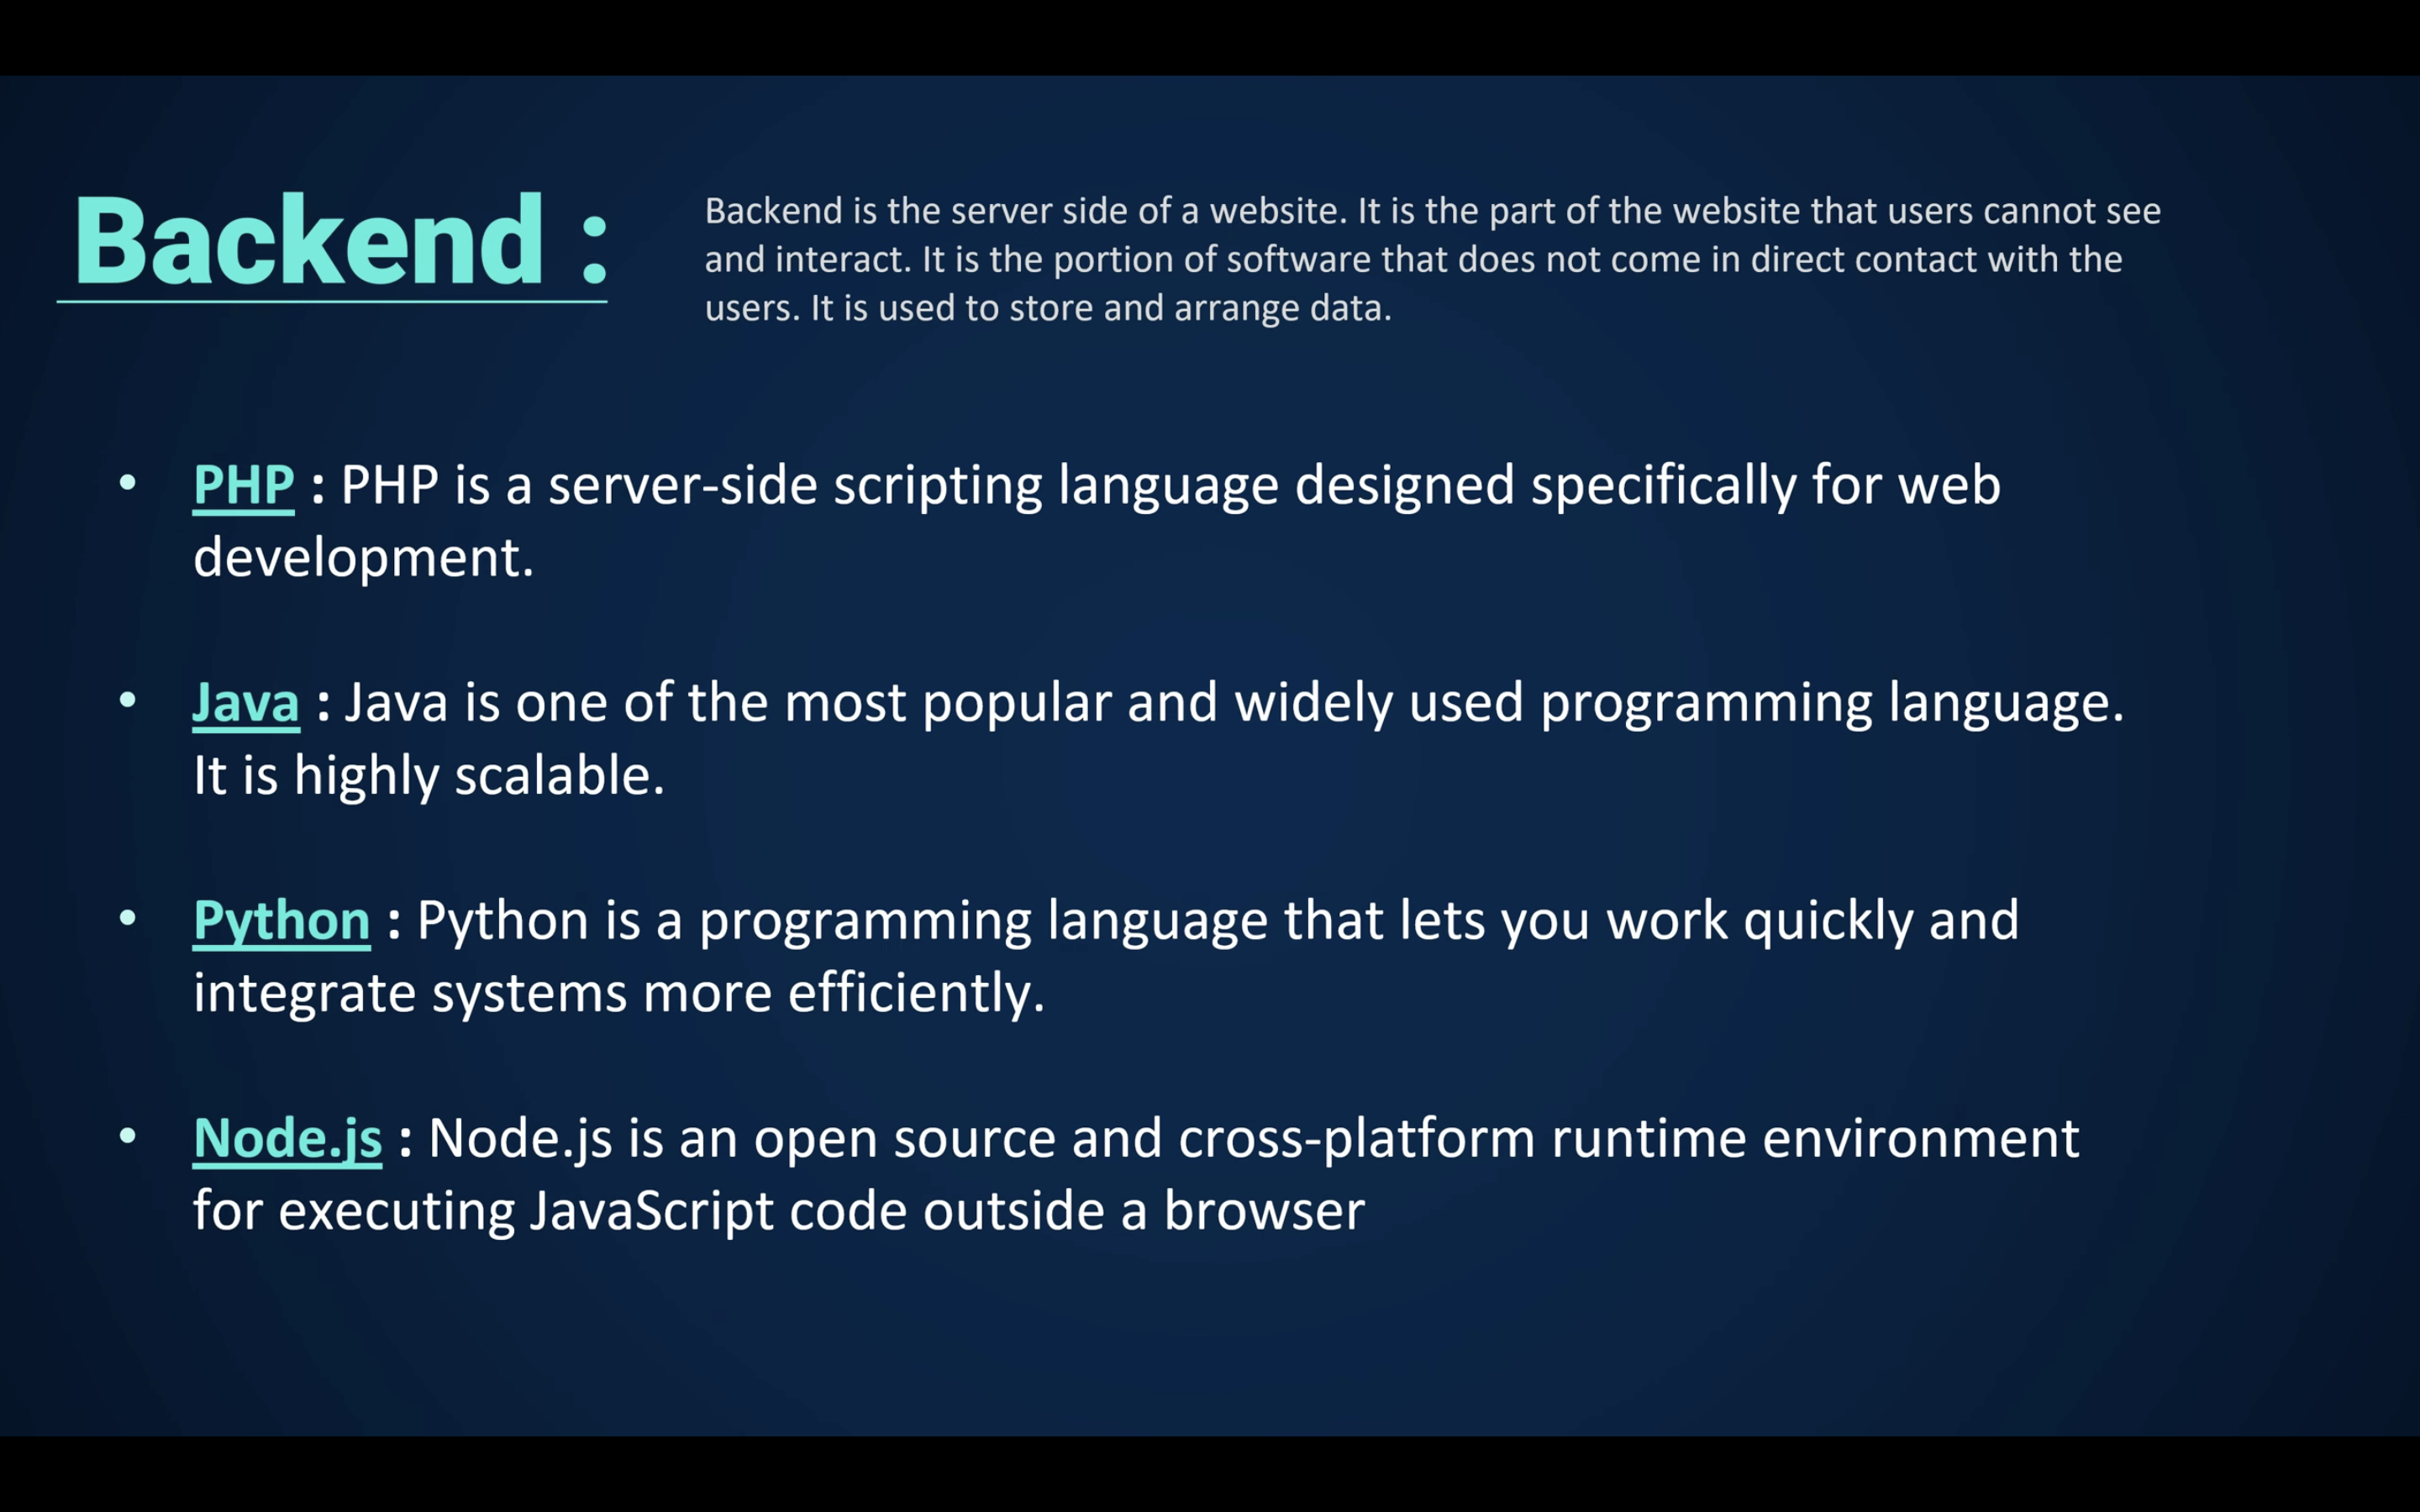 Backend :
Backend is the server side of a website. It is the part of the website that users cannot see
and interact. It is the portion of software that does not come in direct contact with the
users. It is used to store and arrange data.
• PHP : PHP is a server-side scripting language designed specifically for web
development.
• Java : Java is one of the most popular and widely used programming language.
It is highly scalable.
• Python : Python is a programming language that lets you work quickly and
integrate systems more efficiently.
• Node.js : Node.js is an open source and cross-platform runtime environment
for executing JavaScript code outside a browser